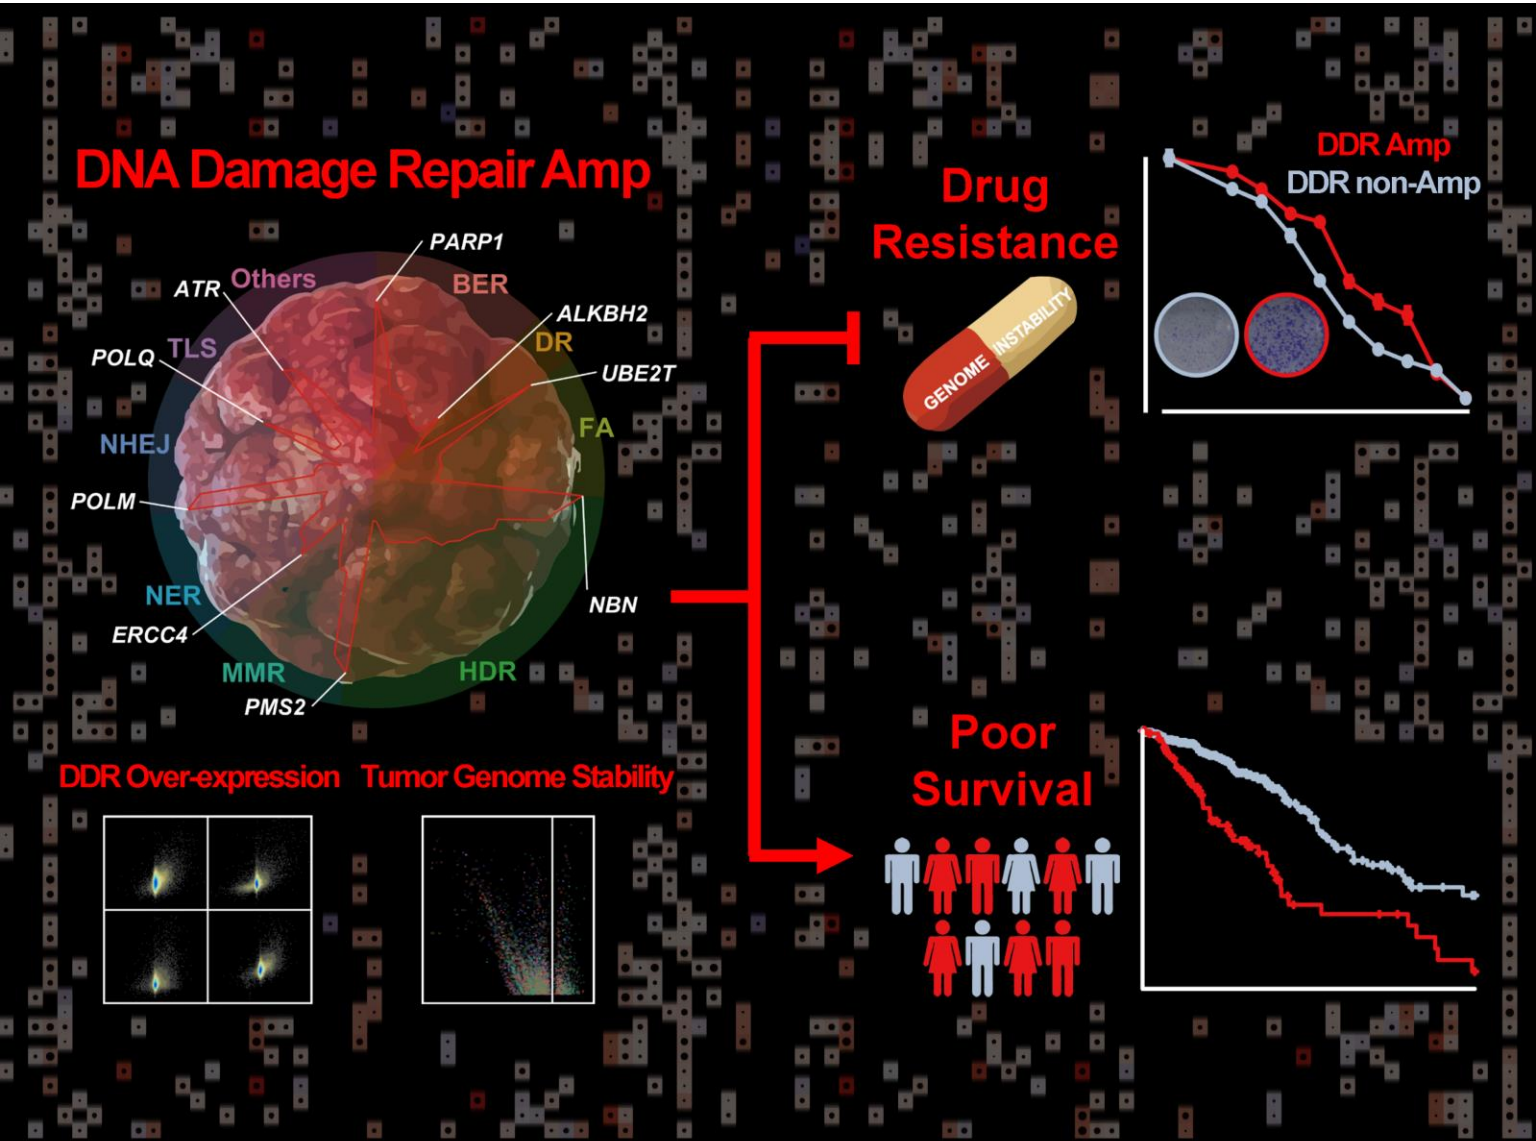 DNA Damage Repair Amp
PARP1
Others
BER
ATR
ALKBH2
DR
TLS
POLQ
UBE2T
FA
NHEJ
POLM
NER
NBN
ERCC4
MMR
HDR
PMS2
DDR Over-expression
Tumor Genome Stability
Drug
Resistance
GENOME INSTABILITY
DDR Amp
DDR non-Amp
Poor
Survival